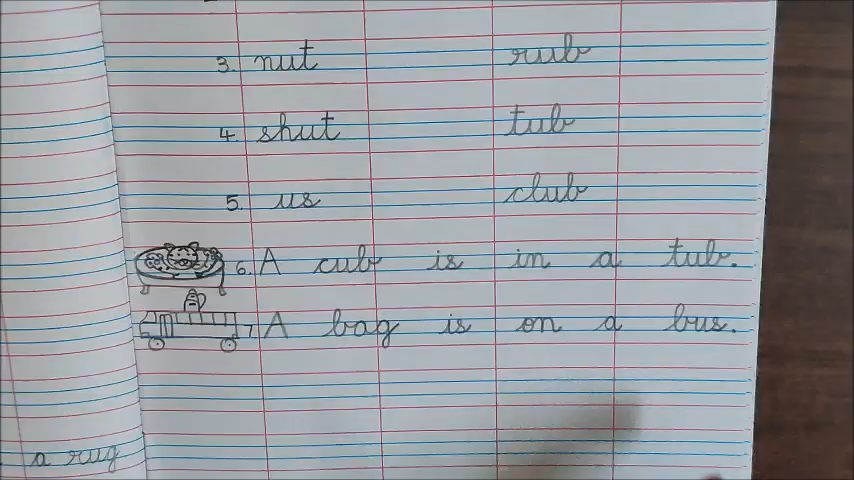 3. nut rub
4. shut tub
5. us club
6. A cub is in a tub.
7 A bag is on a bus.
a rug